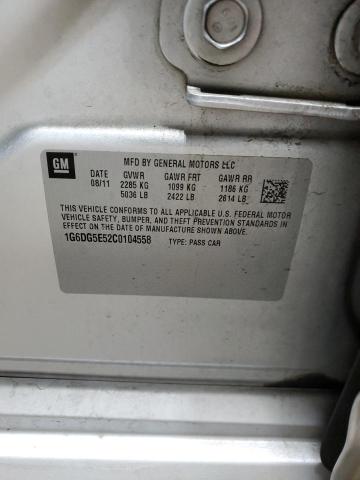 GM
MFD BY GENERAL MOTORS LLC
DATE GVWR GAWR FRT GAWR RR
08/11 2285 KG 1099 KG 1186 KG
5036 LB 2422 LB 2614 LB
THIS VEHICLE CONFORMS TO ALL APPLICABLE U.S. FEDERAL MOTOR
VEHICLE SAFETY, BUMPER, AND THEFT PREVENTION STANDARDS IN
EFFECT ON THE DATE OF MANUFACTURE SHOWN ABOVE.
1G6DG5E52C0104558 TYPE: PASS CAR